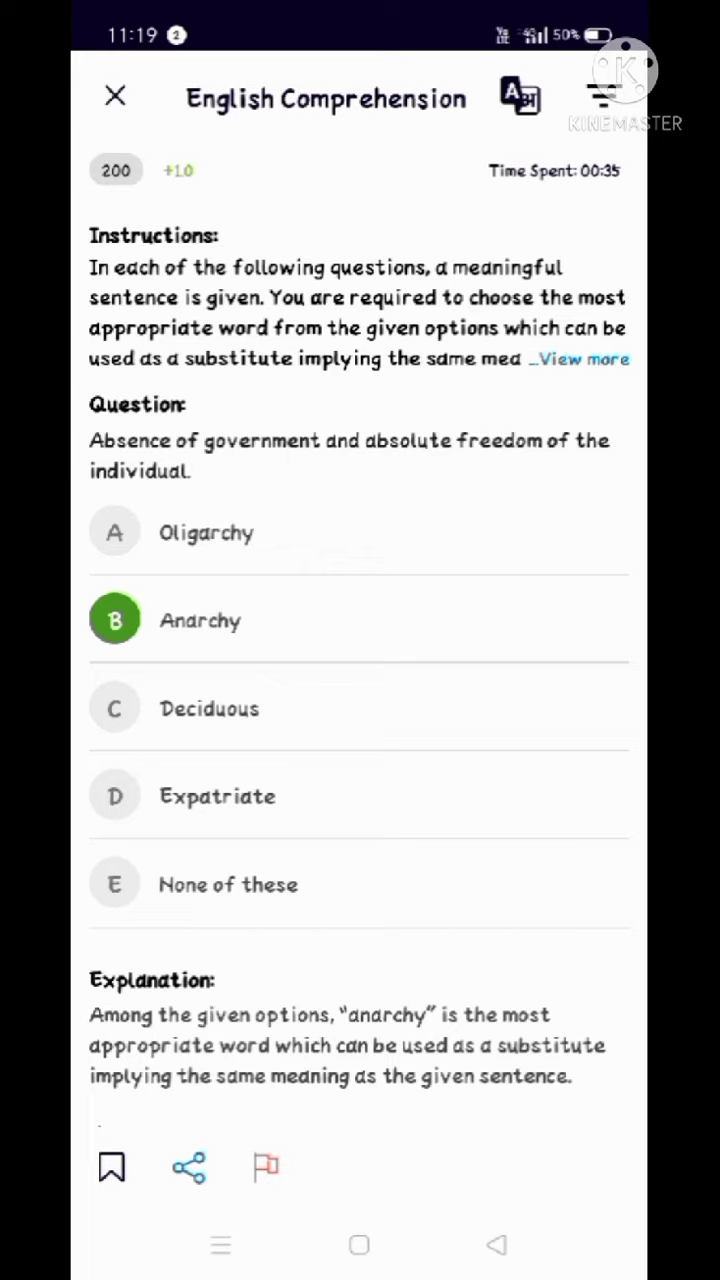 11:19 2 Vo LTE 4G 50%
K
KINEMASTER
English Comprehension A अ
200 +1.0 Time Spent: 00:35
Instructions:
In each of the following questions, a meaningful
sentence is given. You are required to choose the most
appropriate word from the given options which can be
used as a substitute implying the same mea ...View more
Question:
Absence of government and absolute freedom of the
individual.
A Oligarchy
B Anarchy
C Deciduous
D Expatriate
E None of these
Explanation:
Among the given options, "anarchy" is the most
appropriate word which can be used as a substitute
implying the same meaning as the given sentence.
.